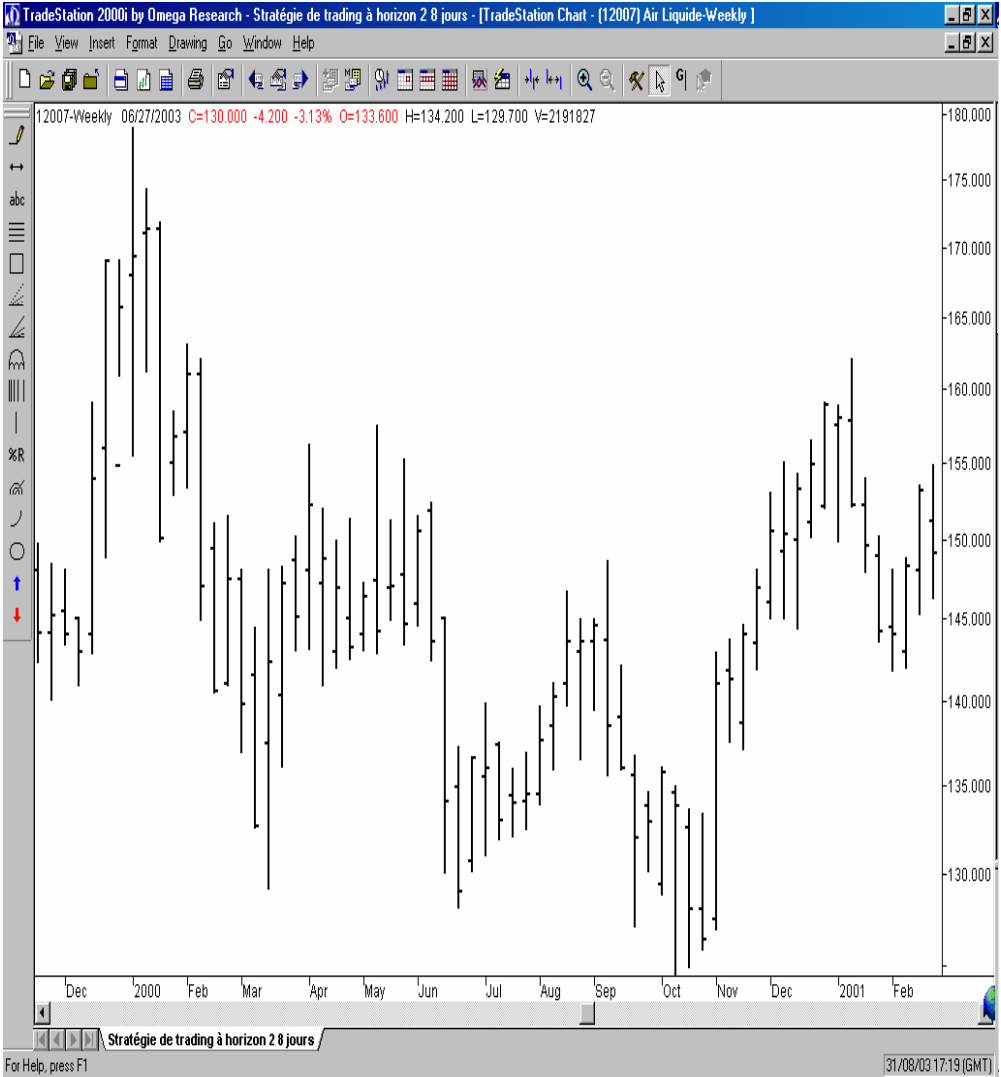 TradeStation 2000i by Omega Research - Stratégie de trading à horizon 2 8 jours - [TradeStation Chart - (12007) Air Liquide-Weekly ]
File View Insert Format Drawing Go Window Help
G
12007-Weekly 06/27/2003 C=130.000 -4.200 -3.13% O=133.600 H=134.200 L=129.700 V=2191827
abc
%R
180.000
175.000
170.000
165.000
160.000
155.000
150.000
145.000
140.000
135.000
130.000
Dec 2000 Feb Mar Apr May Jun Jul Aug Sep Oct Nov Dec 2001 Feb
Stratégie de trading à horizon 2 8 jours
For Help, press F1 31/08/03 17:19 (GMT)